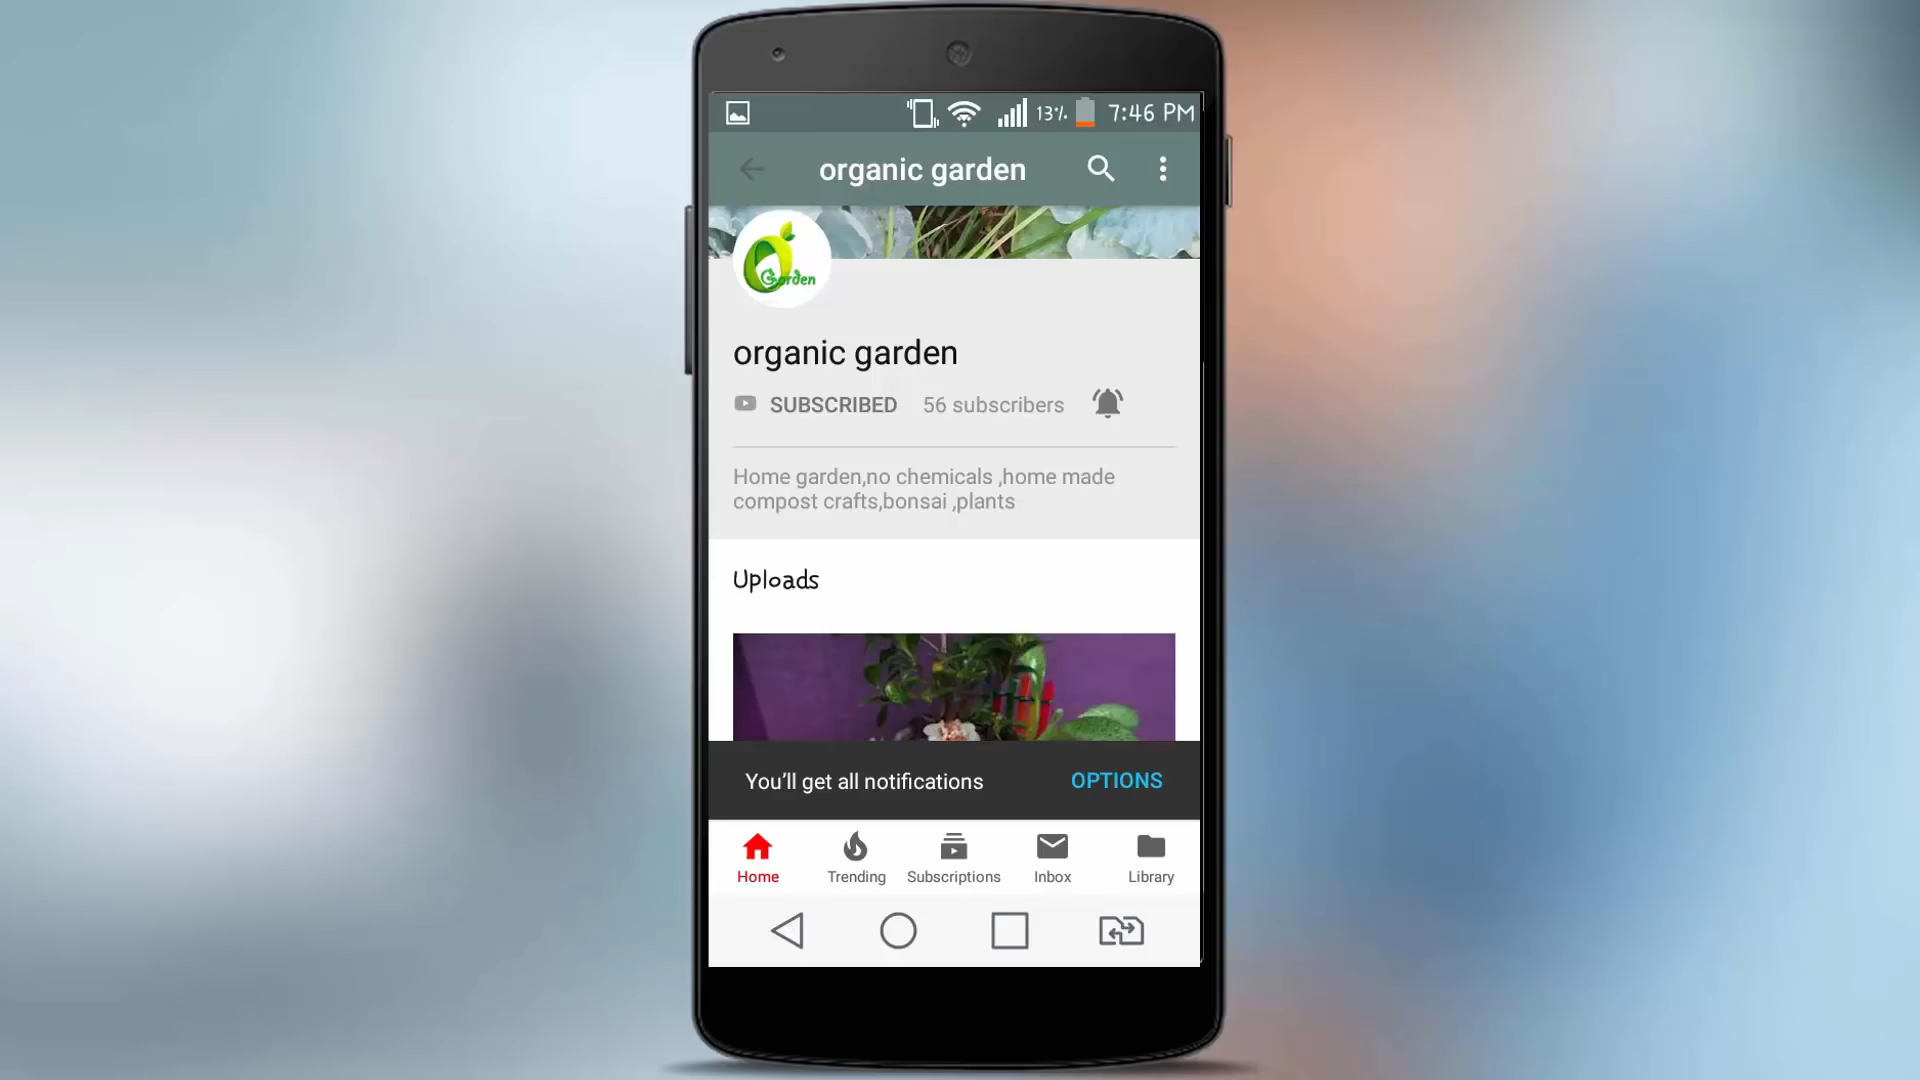 13% 7:46 PM
organic garden
Garden
organic garden
SUBSCRIBED 56 subscribers
Home garden,no chemicals ,home made
compost crafts,bonsai ,plants
Uploads
You'll get all notifications OPTIONS
Home Trending Subscriptions Inbox Library